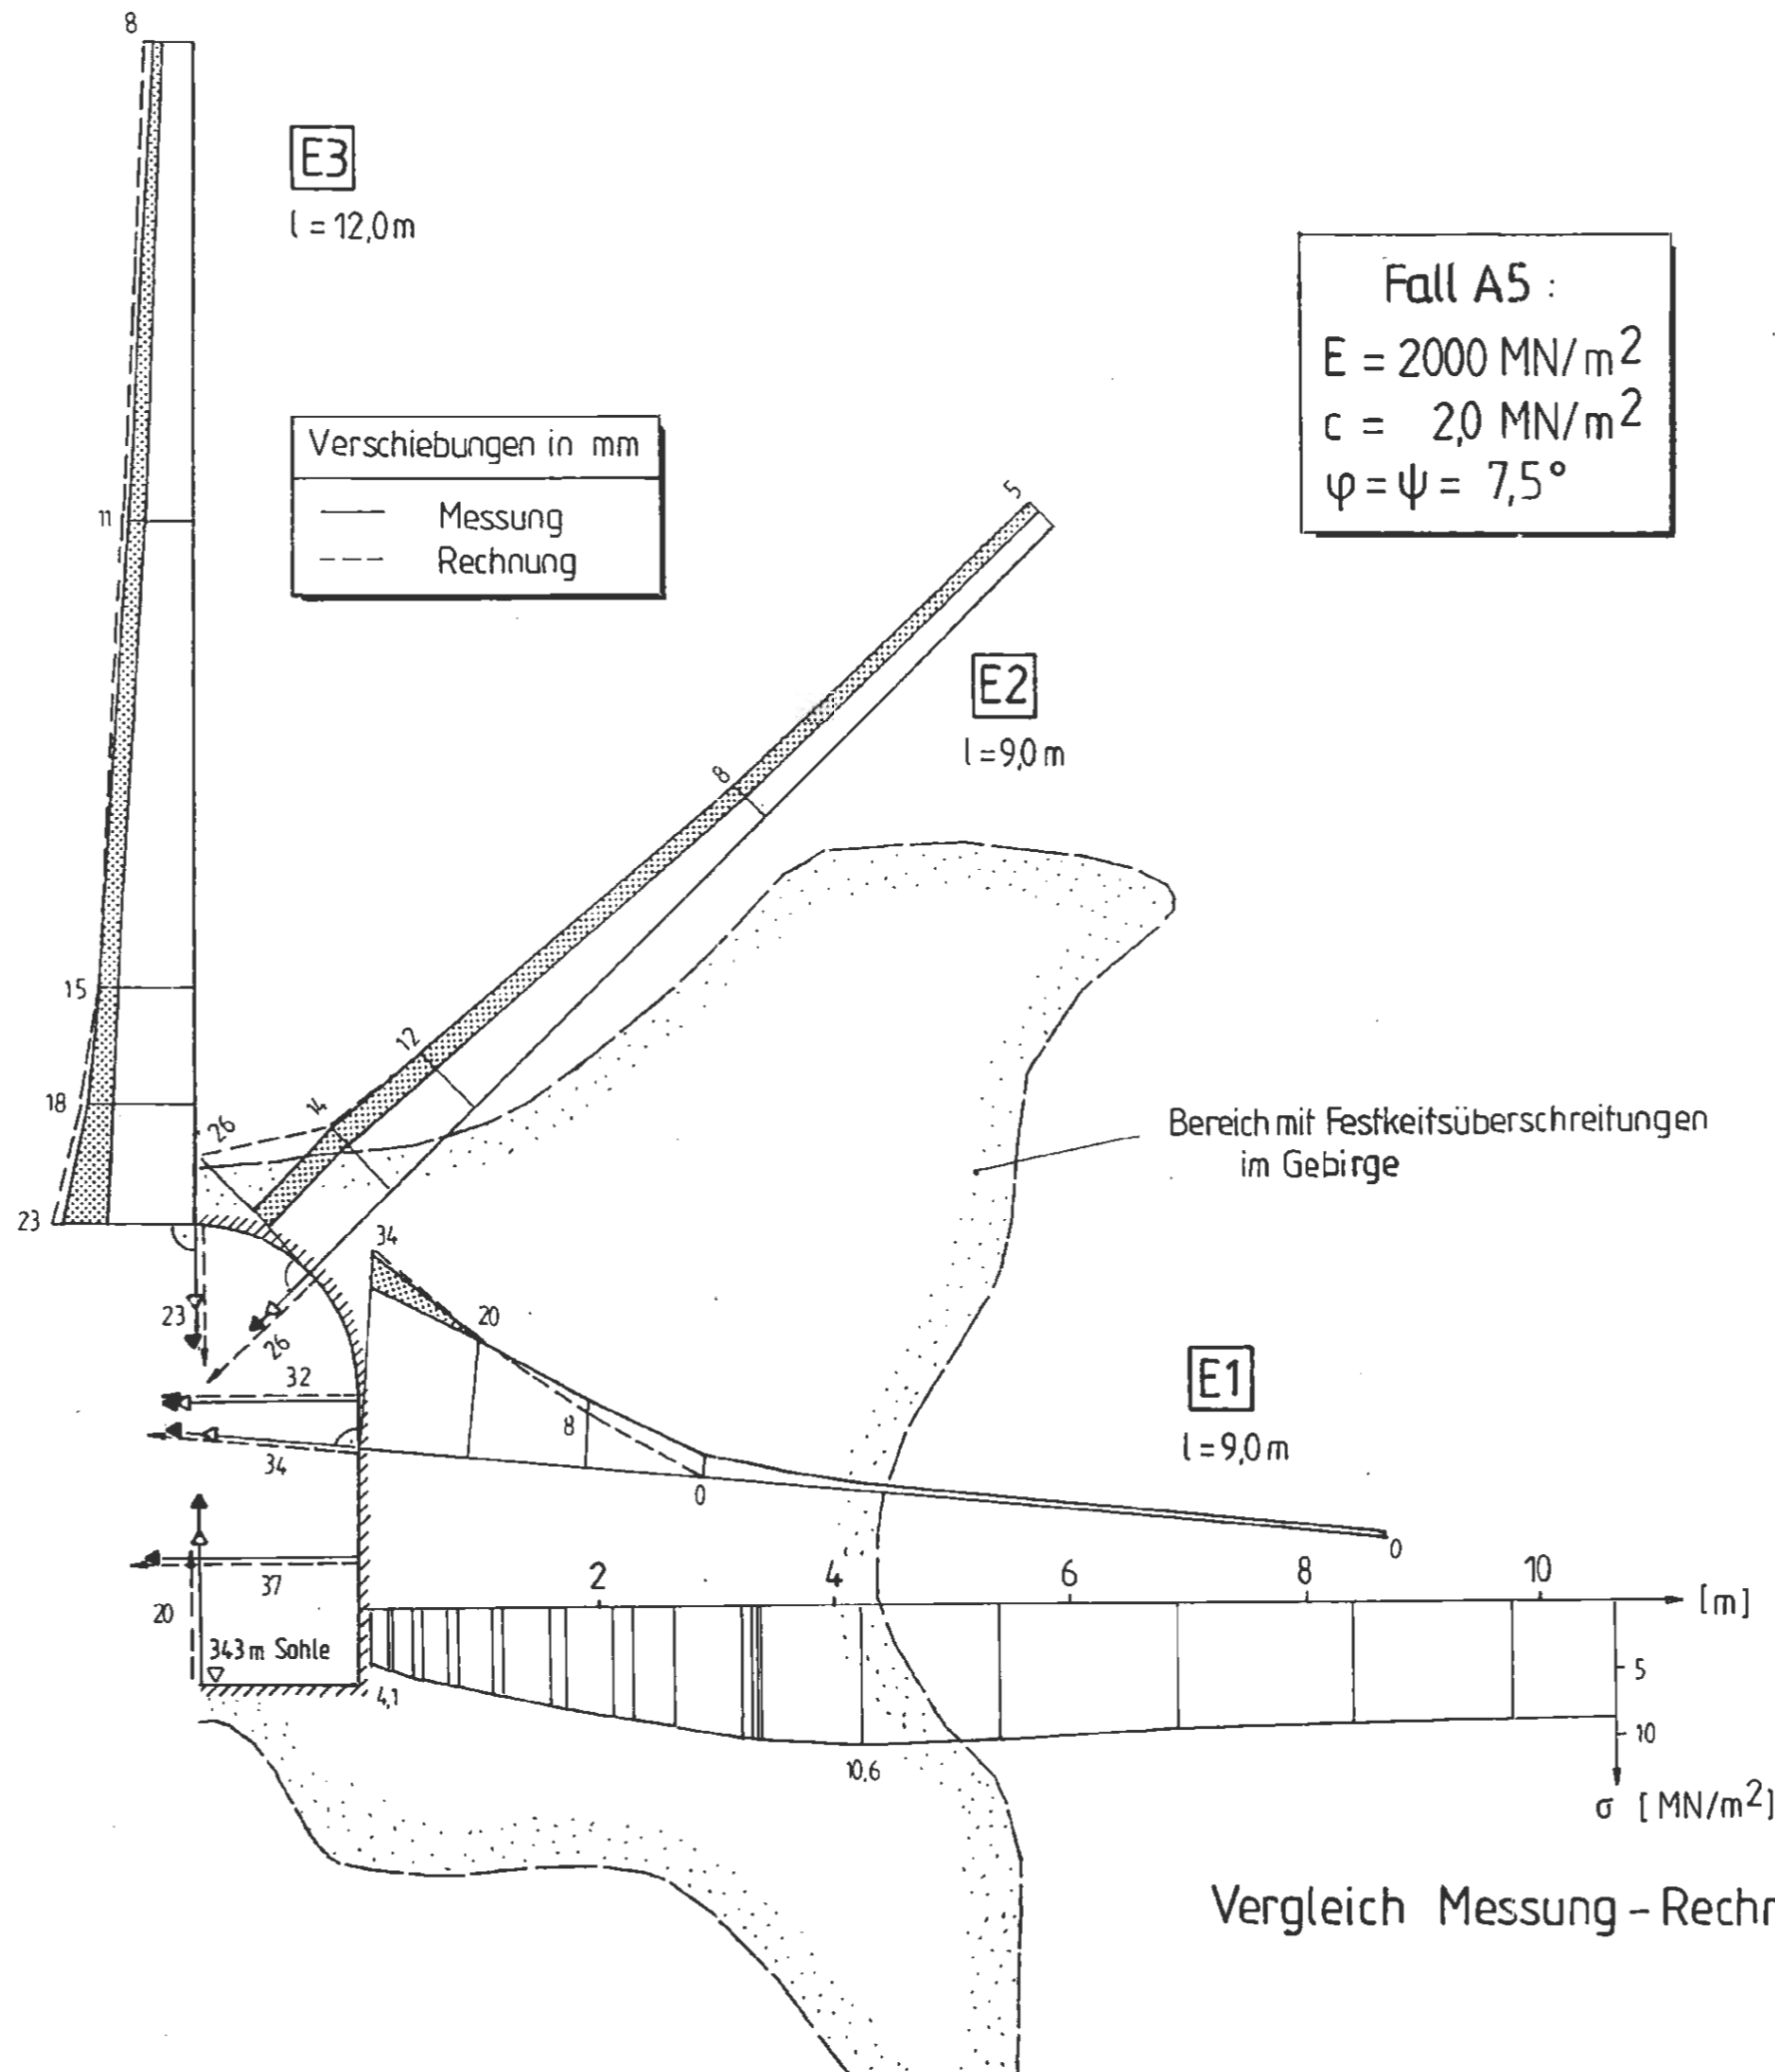 8
E3
l = 12,0 m
Fall A5 :
E = 2000 MN/m²
c = 2,0 MN/m²
φ = ψ = 7,5°
Verschiebungen in mm
Messung
Rechnung
11
5
E2
l = 9,0 m
8
15
12
18
14
26
23
Bereich mit Festkeitsüberschreitungen
im Gebirge
34
20
23
26
32
8
E1
l = 9,0 m
34
0
0
37
20
2
4
6
8
10
[m]
343 m Sohle
4,1
5
10
10,6
σ [MN/m²]
Vergleich Messung – Rechn